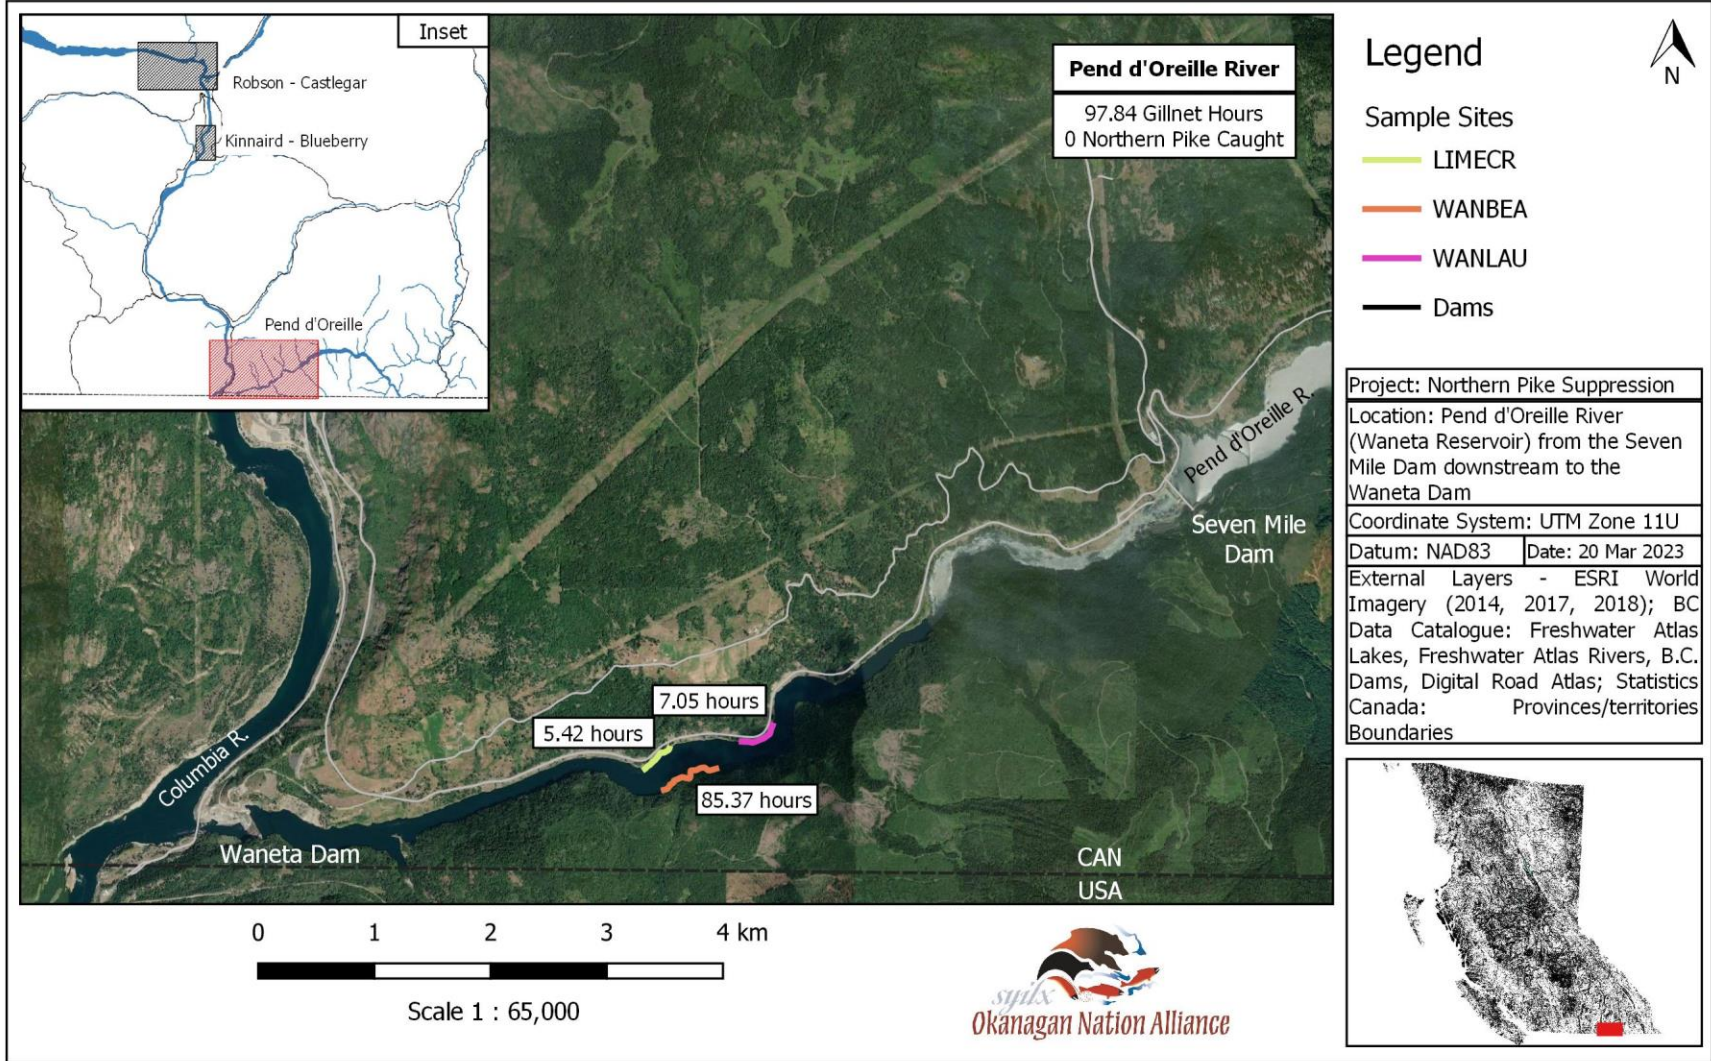 Inset
Robson - Castlegar
Kinnaird - Blueberry
Pend d'Oreille
Pend d'Oreille River
97.84 Gillnet Hours
0 Northern Pike Caught
Pend d'Oreille R.
Seven Mile
Dam
7.05 hours
5.42 hours
85.37 hours
Columbia R.
Waneta Dam
CAN
USA
0 1 2 3 4 km
Scale 1 : 65,000
syilx
Okanagan Nation Alliance
Legend
N
Sample Sites
LIMECR
WANBEA
WANLAU
Dams
Project: Northern Pike Suppression
Location: Pend d'Oreille River
(Waneta Reservoir) from the Seven
Mile Dam downstream to the
Waneta Dam
Coordinate System: UTM Zone 11U
Datum: NAD83 Date: 20 Mar 2023
External Layers - ESRI World
Imagery (2014, 2017, 2018); BC
Data Catalogue: Freshwater Atlas
Lakes, Freshwater Atlas Rivers, B.C.
Dams, Digital Road Atlas; Statistics
Canada: Provinces/territories
Boundaries